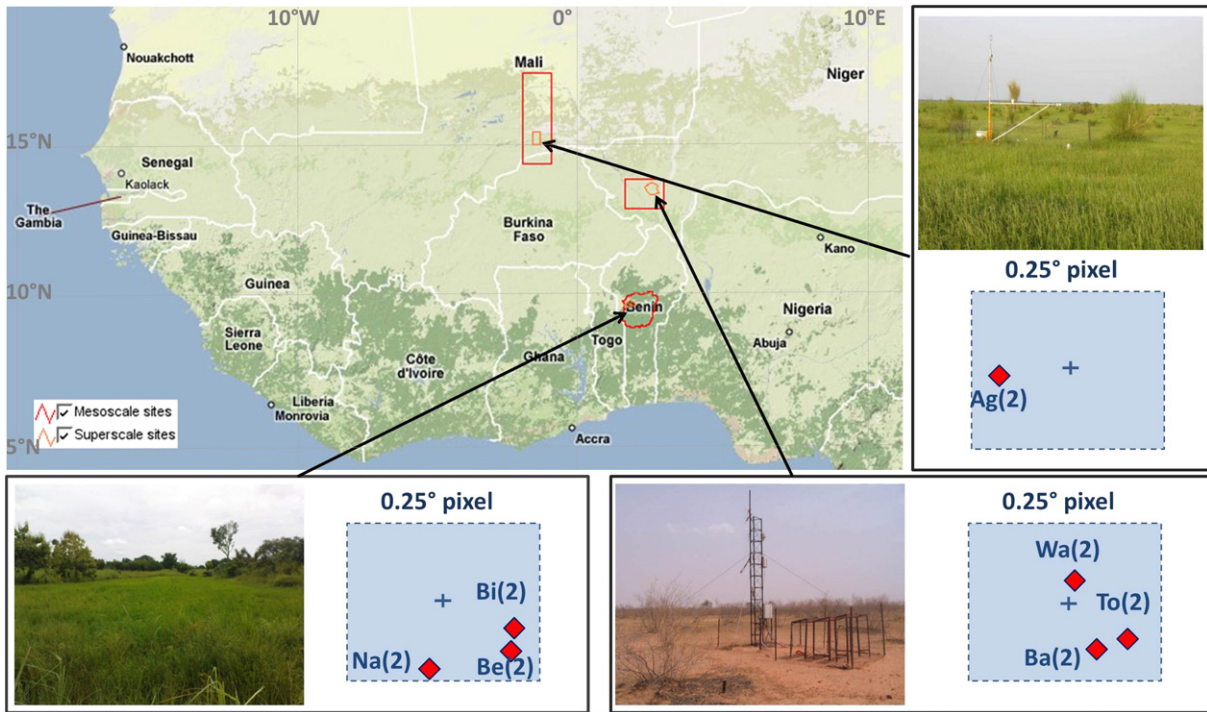 10°W
0°
10°E
Nouakchott
Mali
Niger
15°N
Senegal
Kaolack
The
Gambia
Guinea-Bissau
Burkina
Faso
Kano
10°N
Guinea
Benin
Nigeria
Sierra
Leone
Togo
Abuja
Côte
d'Ivoire
Ghana
Liberia
Monrovia
Mesoscale sites
Superscale sites
Accra
5°N
0.25° pixel
Ag(2)
0.25° pixel
Bi(2)
Na(2)
Be(2)
0.25° pixel
Wa(2)
To(2)
Ba(2)